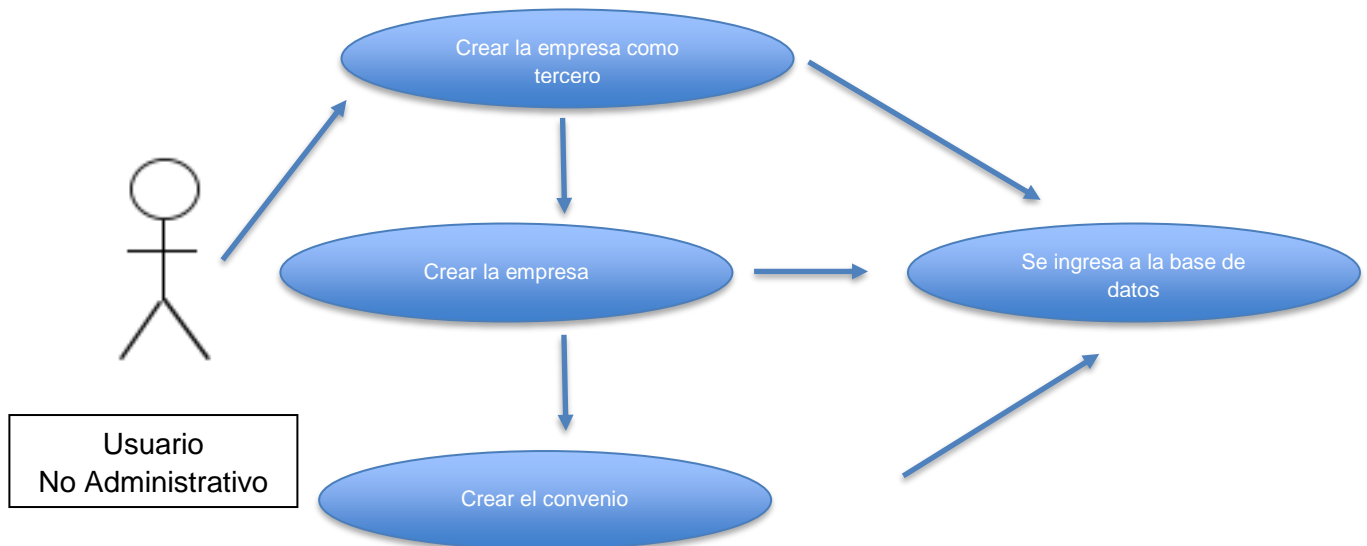 Crear la empresa como
tercero
Crear la empresa
Se ingresa a la base de
datos
Usuario
No Administrativo
Crear el convenio